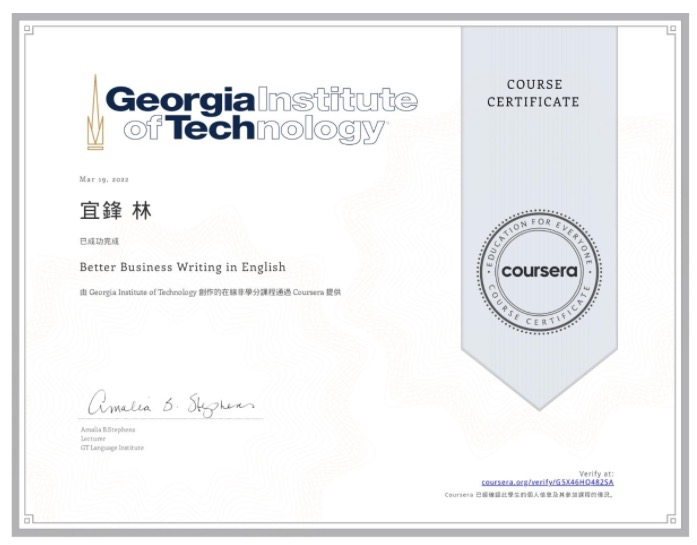 Georgia Institute
of Technology
COURSE
CERTIFICATE
Mar 19, 2022
宜鋒 林
已成功完成
Better Business Writing in English
由 Georgia Institute of Technology 創作的在線非學分課程通過 Coursera 提供
EDUCATION FOR EVERYONE
coursera
COURSE CERTIFICATE
Amalia B. Stephens
Amalia B.Stephens
Lecturer
GT Language Institute
Verify at:
coursera.org/verify/G5X46HQ482SA
Coursera 已經確認此學生的個人信息及其參加課程的情況。